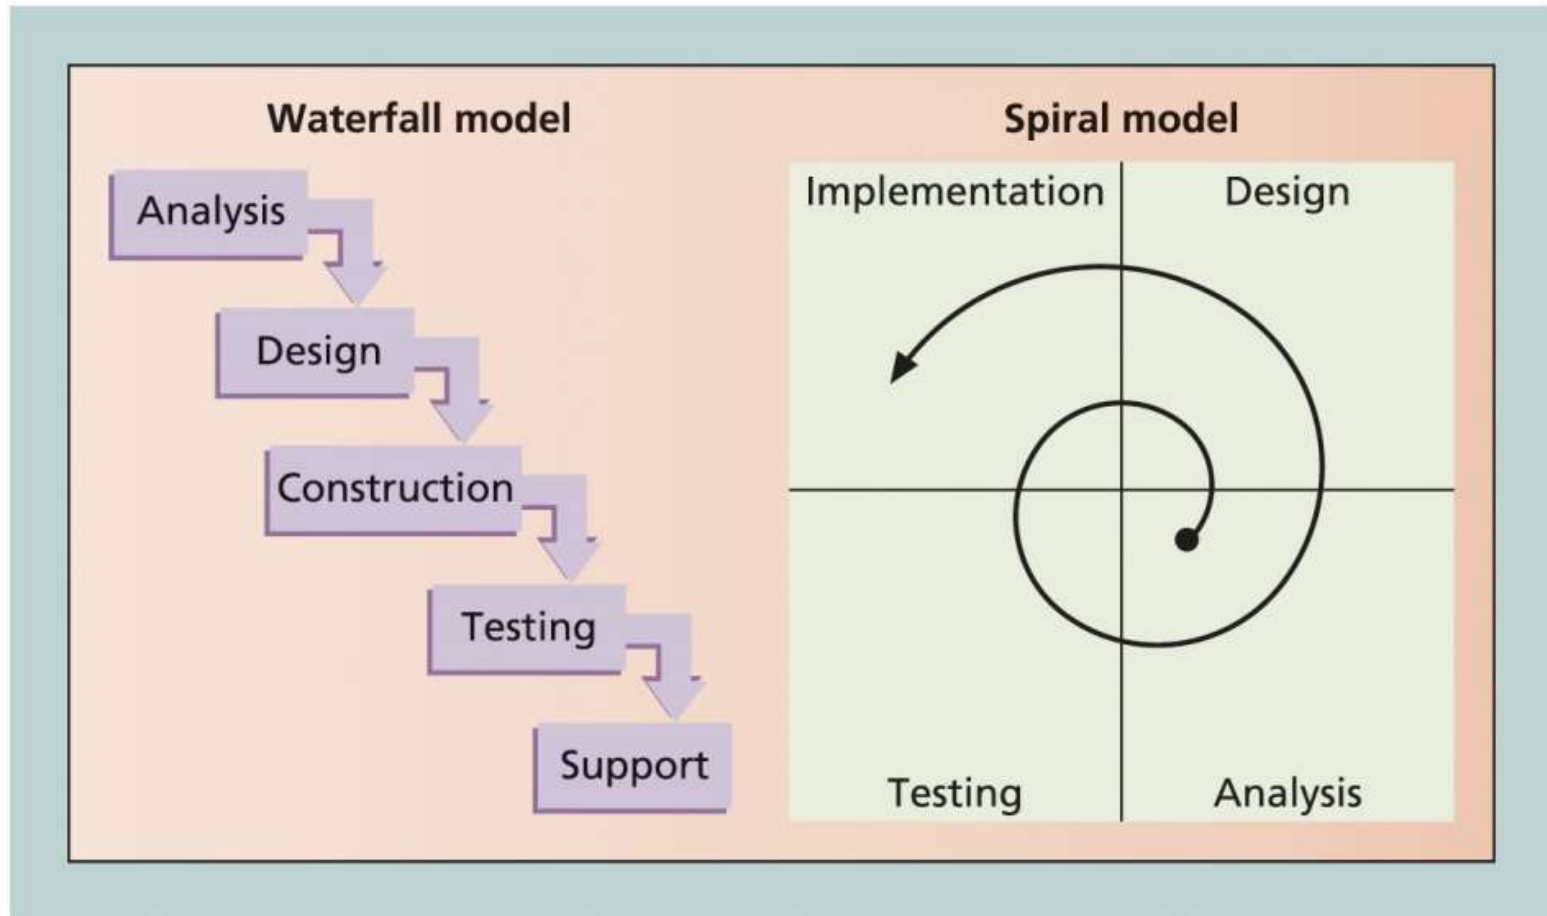 Waterfall model
Analysis
Design
Construction
Testing
Support
Spiral model
Implementation
Design
Testing
Analysis